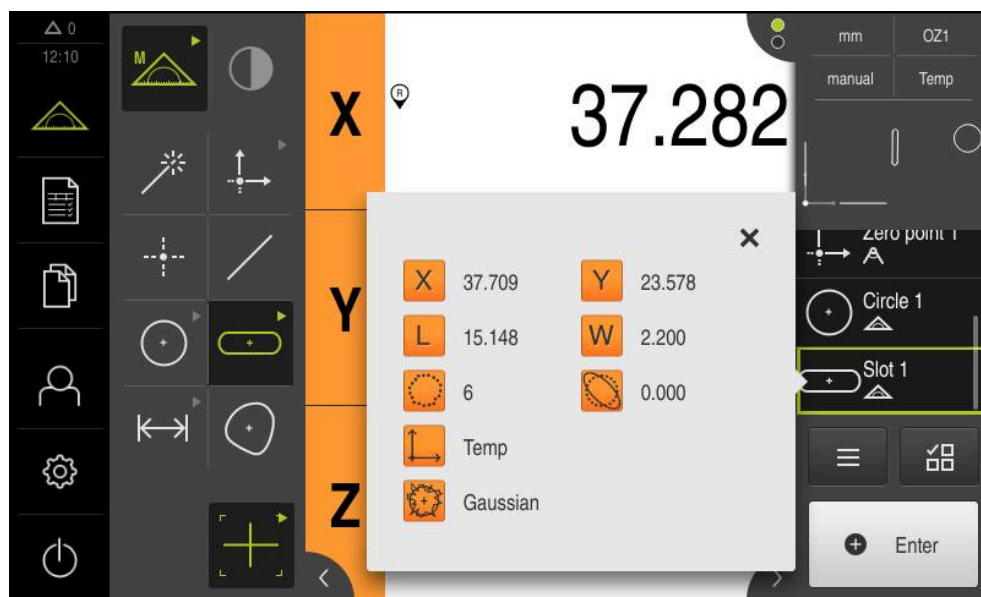 0
12:10
M
X
R
37.282
mm
OZ1
manual
Temp
Zero point 1
Y
X 37.709 Y 23.578
L 15.148 W 2.200
6 0.000
Temp
Gaussian
Circle 1
Slot 1
Z
Enter